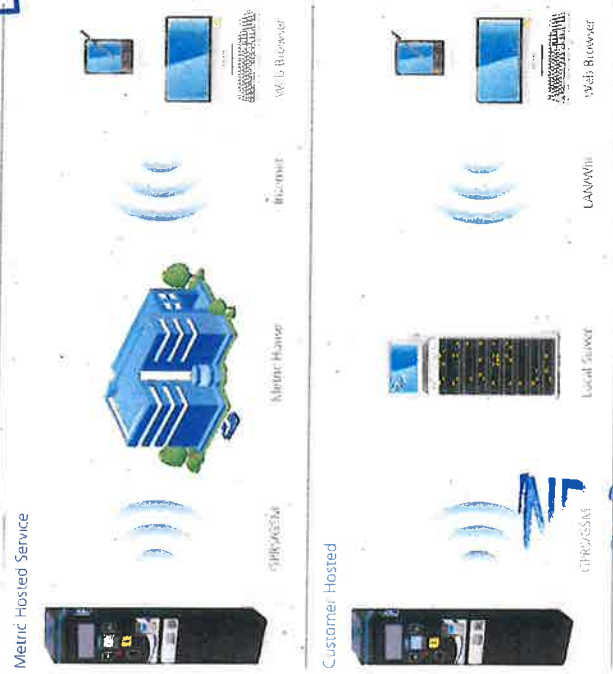 Metric Hosted Service
GPRS/GSM
Metric House
Internet
Web Browser
Customer Hosted
GPRS/GSM
Local Server
LAN/WIN
Web Browser